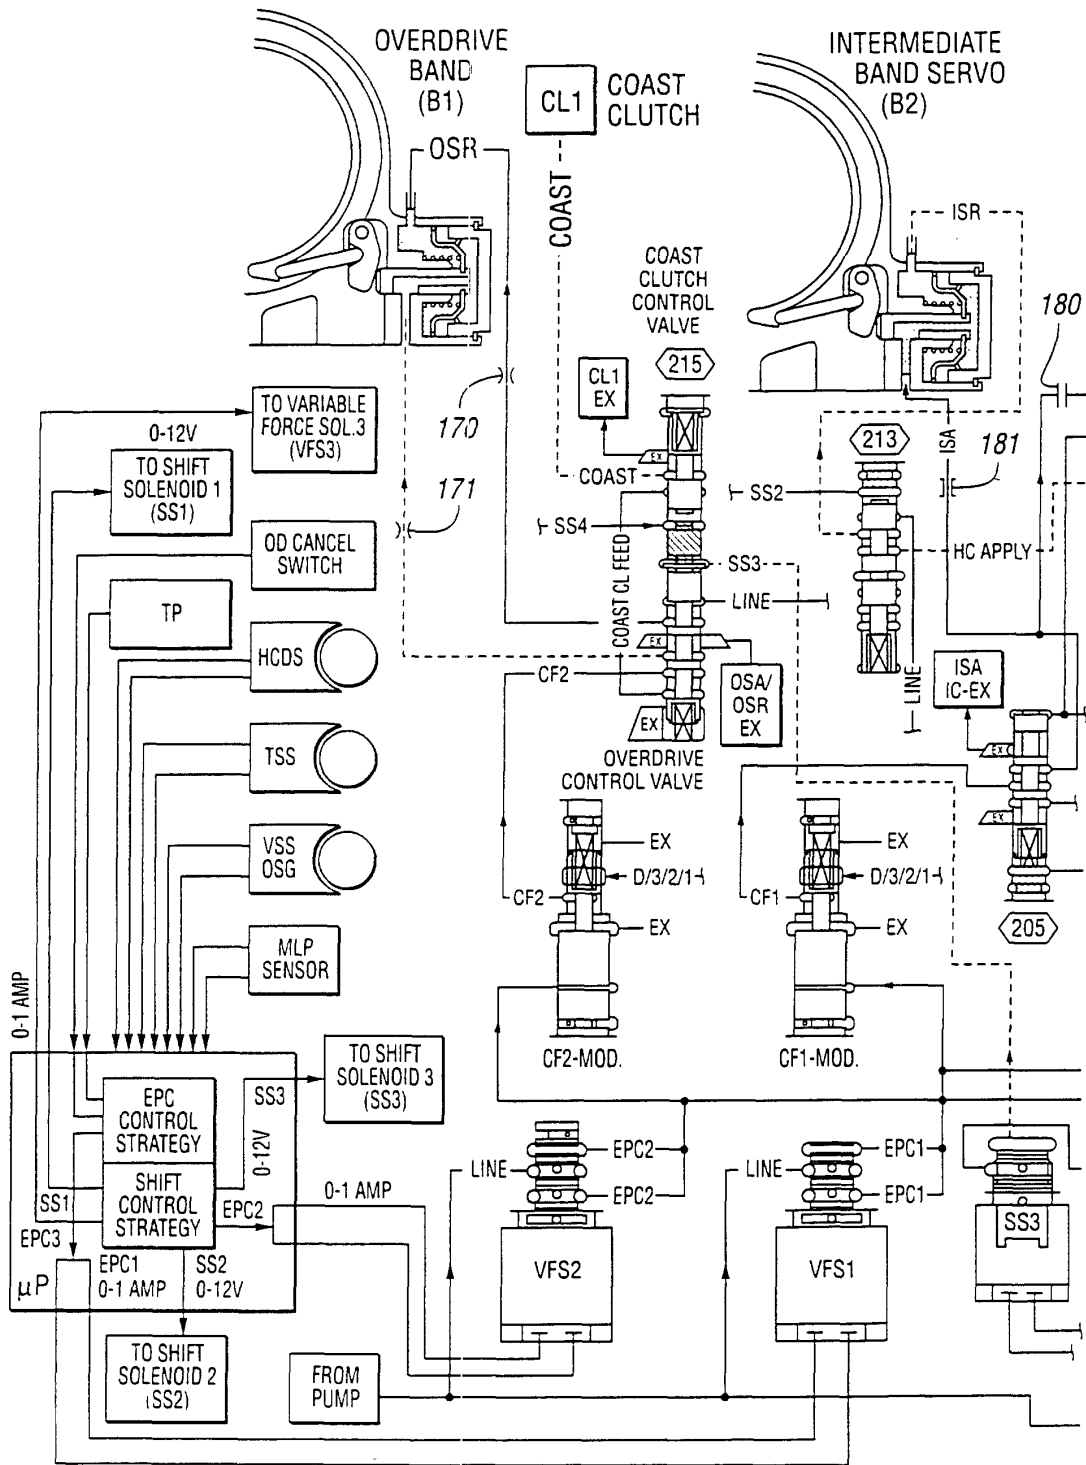 OVERDRIVE
BAND
(B1)
CL1
COAST
CLUTCH
INTERMEDIATE
BAND SERVO
(B2)
OSR
COAST
ISR
COAST
CLUTCH
CONTROL
VALVE
180
215
CL1
EX
TO VARIABLE
FORCE SOL.3
(VFS3)
170
213
ISA
181
0-12V
TO SHIFT
SOLENOID 1
(SS1)
EX
COAST
SS2
171
SS4
OD CANCEL
SWITCH
COAST CL FEED
SS3
HC APPLY
TP
LINE
HCDS
EX
CF2
OSA/
OSR
EX
LINE
ISA
IC-EX
EX
TSS
OVERDRIVE
CONTROL VALVE
EX
EX
VSS
OSG
EX
EX
D/3/2/1
D/3/2/1
CF2
CF1
EX
EX
205
MLP
SENSOR
0-1 AMP
CF2-MOD.
CF1-MOD.
TO SHIFT
SOLENOID 3
(SS3)
EPC
CONTROL
STRATEGY
SS3
0-12V
SHIFT
CONTROL
STRATEGY
SS1
EPC2
0-1 AMP
LINE
EPC2
EPC2
LINE
EPC1
EPC1
SS3
EPC3
EPC1
0-1 AMP
SS2
0-12V
μP
VFS2
VFS1
TO SHIFT
SOLENOID 2
(SS2)
FROM
PUMP